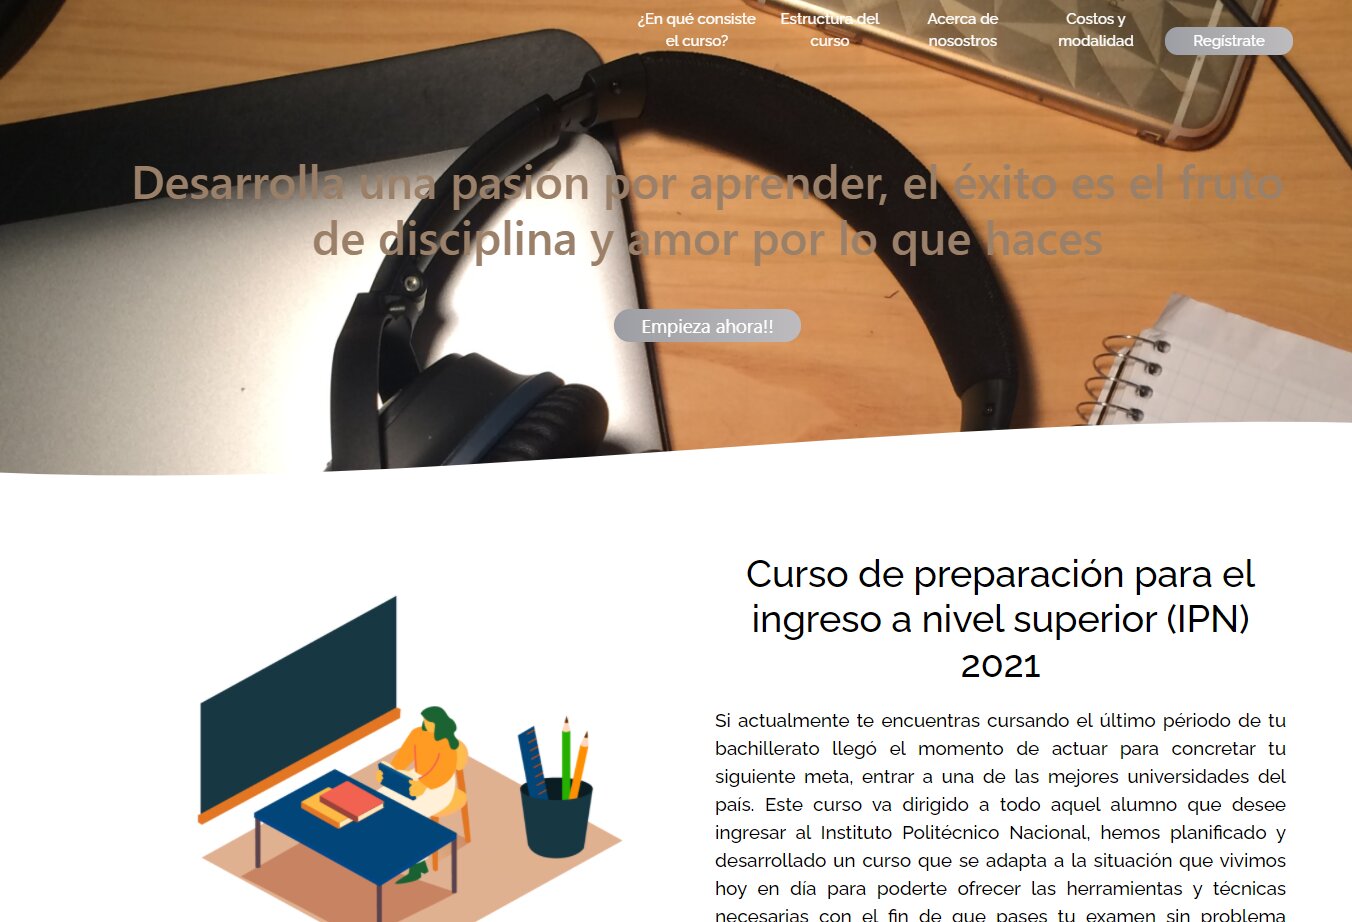 ¿En qué consiste
el curso?
Estructura del
curso
Acerca de
nosostros
Costos y
modalidad
Regístrate
Desarrolla una pasión por aprender, el éxito es el fruto
de disciplina y amor por lo que haces
Empieza ahora!!
Curso de preparación para el
ingreso a nivel superior (IPN)
2021
Si actualmente te encuentras cursando el último périodo de tu
bachillerato llegó el momento de actuar para concretar tu
siguiente meta, entrar a una de las mejores universidades del
país. Este curso va dirigido a todo aquel alumno que desee
ingresar al Instituto Politécnico Nacional, hemos planificado y
desarrollado un curso que se adapta a la situación que vivimos
hoy en día para poderte ofrecer las herramientas y técnicas
necesarias con el fin de que pases tu examen sin problema